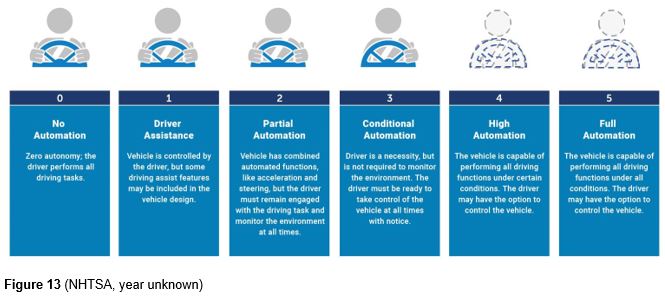 0
No
Automation
Zero autonomy; the
driver performs all
driving tasks.
1
Driver
Assistance
Vehicle is controlled by
the driver, but some
driving assist features
may be included in the
vehicle design.
2
Partial
Automation
Vehicle has combined
automated functions,
like acceleration and
steering, but the driver
must remain engaged
with the driving task and
monitor the environment
at all times.
3
Conditional
Automation
Driver is a necessity, but
is not required to monitor
the environment. The
driver must be ready to
take control of the
vehicle at all times
with notice.
4
High
Automation
The vehicle is capable of
performing all driving
functions under certain
conditions. The driver
may have the option to
control the vehicle.
5
Full
Automation
The vehicle is capable of
performing all driving
functions under all
conditions. The driver
may have the option to
control the vehicle.
Figure 13 (NHTSA, year unknown)